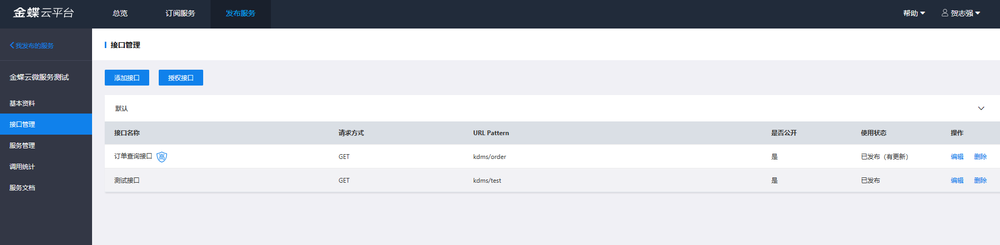 金蝶云平台 总览 订阅服务 发布服务 帮助 贺志强
我发布的服务
接口管理
金蝶云微服务测试
添加接口 授权接口
基本资料
接口管理
服务管理
调用统计
服务文档
默认
接口名称 请求方式 URL Pattern 是否公开 使用状态 操作
订单查询接口 高 GET kdms/order 是 已发布（有更新） 编辑 删除
测试接口 GET kdms/test 是 已发布 编辑 删除